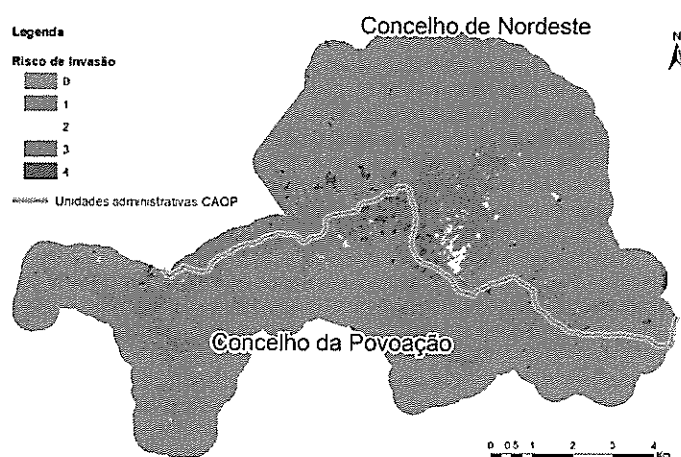 Legenda
Concelho de Nordeste
N
Risco de Invasão
0
1
2
3
4
Unidades administrativas CAOP
Concelho da Povoação
0 0.5 1 2 3 4
Km